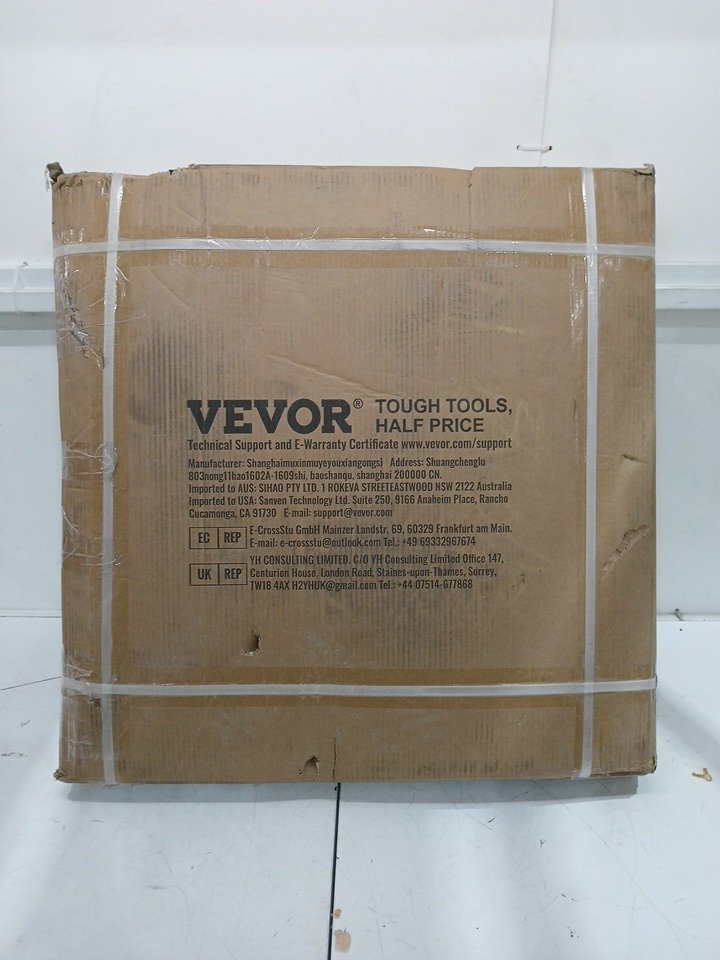 VEVOR® TOUGH TOOLS,
HALF PRICE
Technical Support and E-Warranty Certificate www.vevor.com/support
Manufacturer: Shanghaimuxinmuyeyouxiangongsi Address: Shuangchenglu
803nong11hao1602A-1609shi, baoshanqu, shanghai 200000 CN.
Imported to AUS: SIHAO PTY LTD. 1 ROKEVA STREETEASTWOOD NSW 2122 Australia
Imported to USA: Sanven Technology Ltd. Suite 250, 9166 Anaheim Place, Rancho
Cucamonga, CA 91730 E-mail: support@vevor.com
EC REP E-CrossStu GmbH Mainzer Landstr. 69, 60329 Frankfurt am Main.
E-mail: e-crossstu@outlook.com Tel.: +49 69332967674
UK REP YH CONSULTING LIMITED. C/O YH Consulting Limited Office 147,
Centurion House, London Road, Staines-upon-Thames, Surrey,
TW18 4AX H2YHUK@gmail.com Tel.: +44 07514-677868